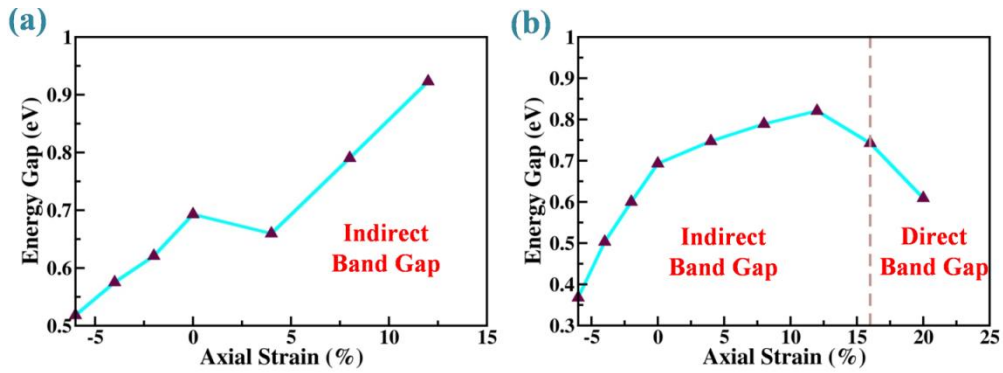 (a)
1
0.9
0.8
0.7
0.6
0.5
Energy Gap (eV)
-5
0
5
10
15
Axial Strain (%)
Indirect
Band Gap
(b)
1
0.9
0.8
0.7
0.6
0.5
0.4
0.3
Energy Gap (eV)
-5
0
5
10
15
20
25
Axial Strain (%)
Indirect
Band Gap
Direct
Band Gap